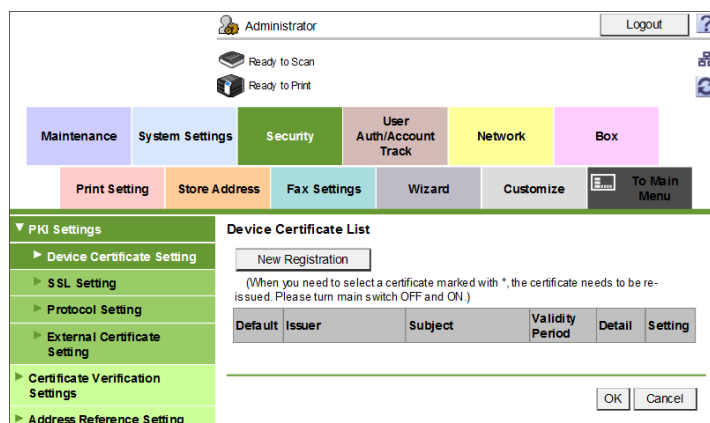 Administrator
Logout
?
Ready to Scan
Ready to Print
Maintenance
System Settings
Security
User
Auth/Account
Track
Network
Box
Print Setting
Store Address
Fax Settings
Wizard
Customize
To Main
Menu
PKI Settings
Device Certificate Setting
SSL Setting
Protocol Setting
External Certificate
Setting
Certificate Verification
Settings
Address Reference Setting
Device Certificate List
New Registration
(When you need to select a certificate marked with *, the certificate needs to be re-
issued. Please turn main switch OFF and ON.)
Default
Issuer
Subject
Validity
Period
Detail
Setting
OK
Cancel